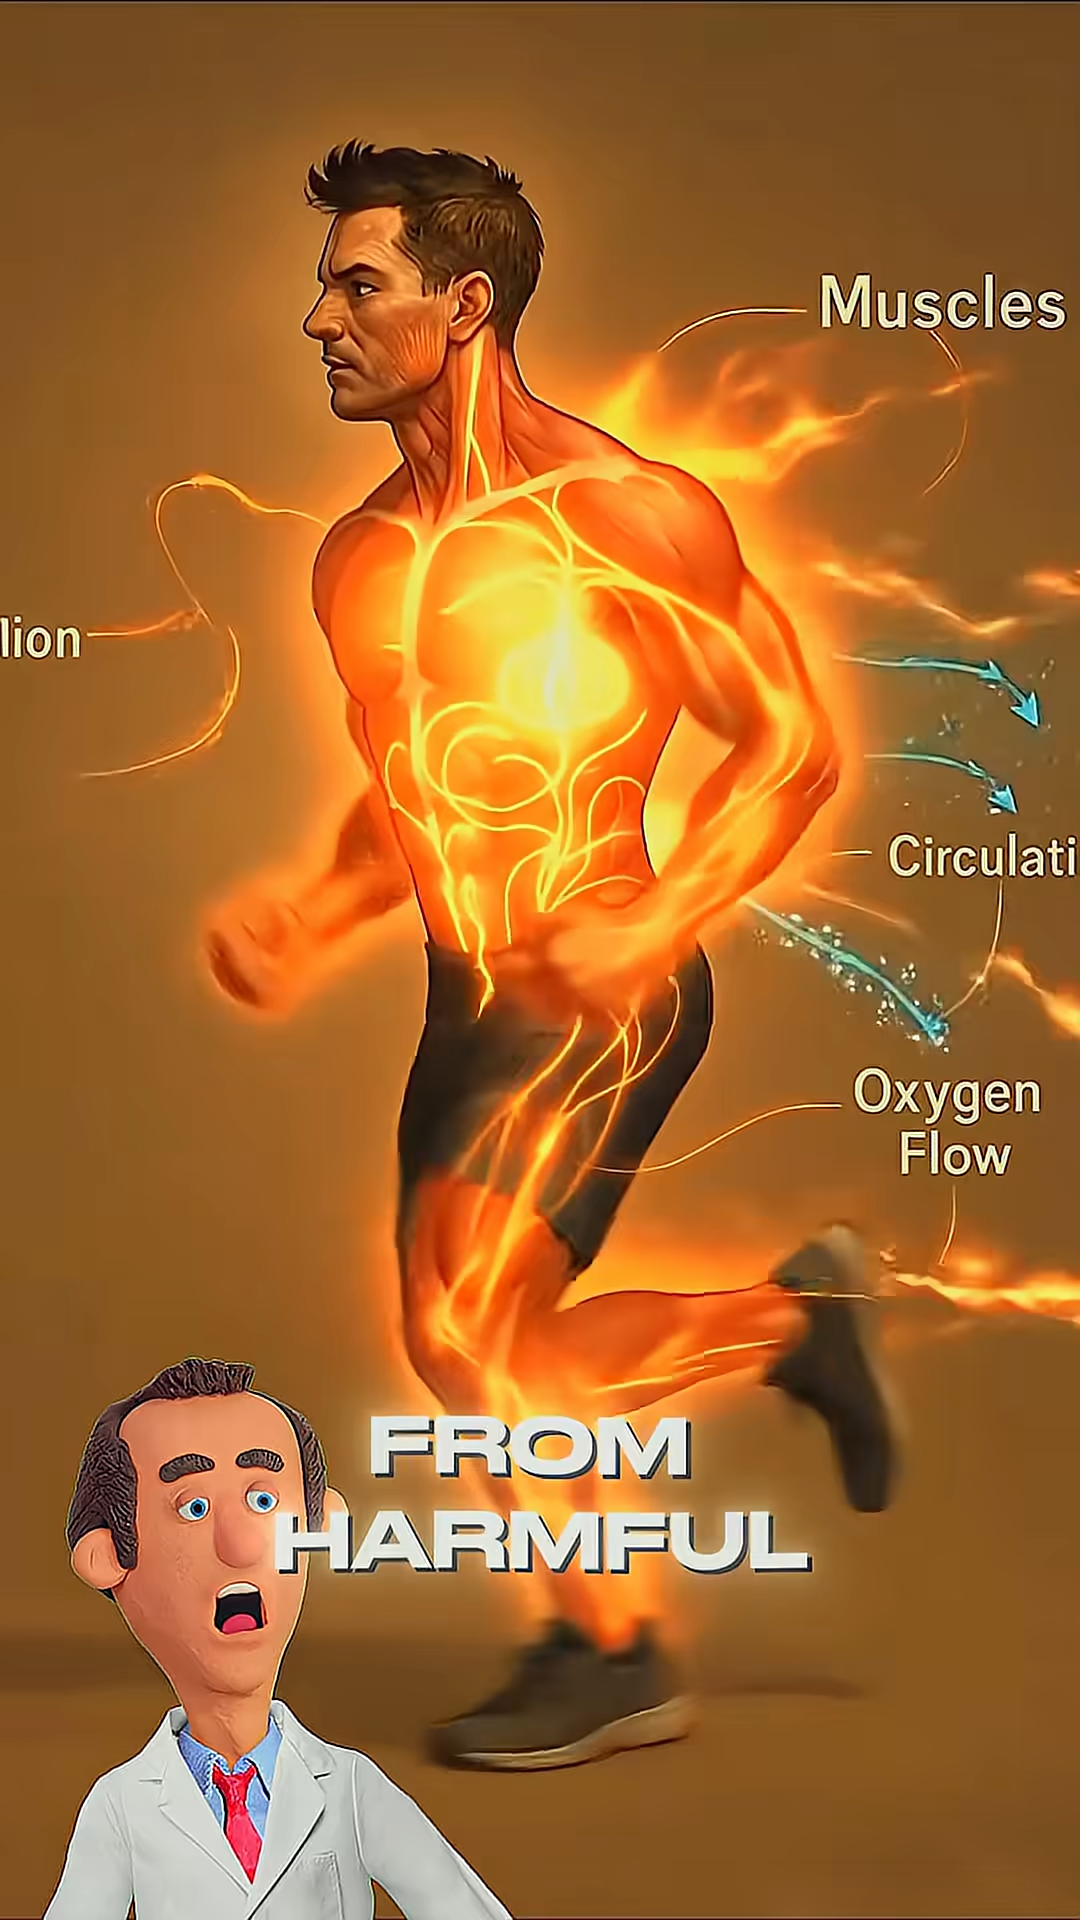 Muscles
lion
Circulati
Oxygen
Flow
FROM
HARMFUL